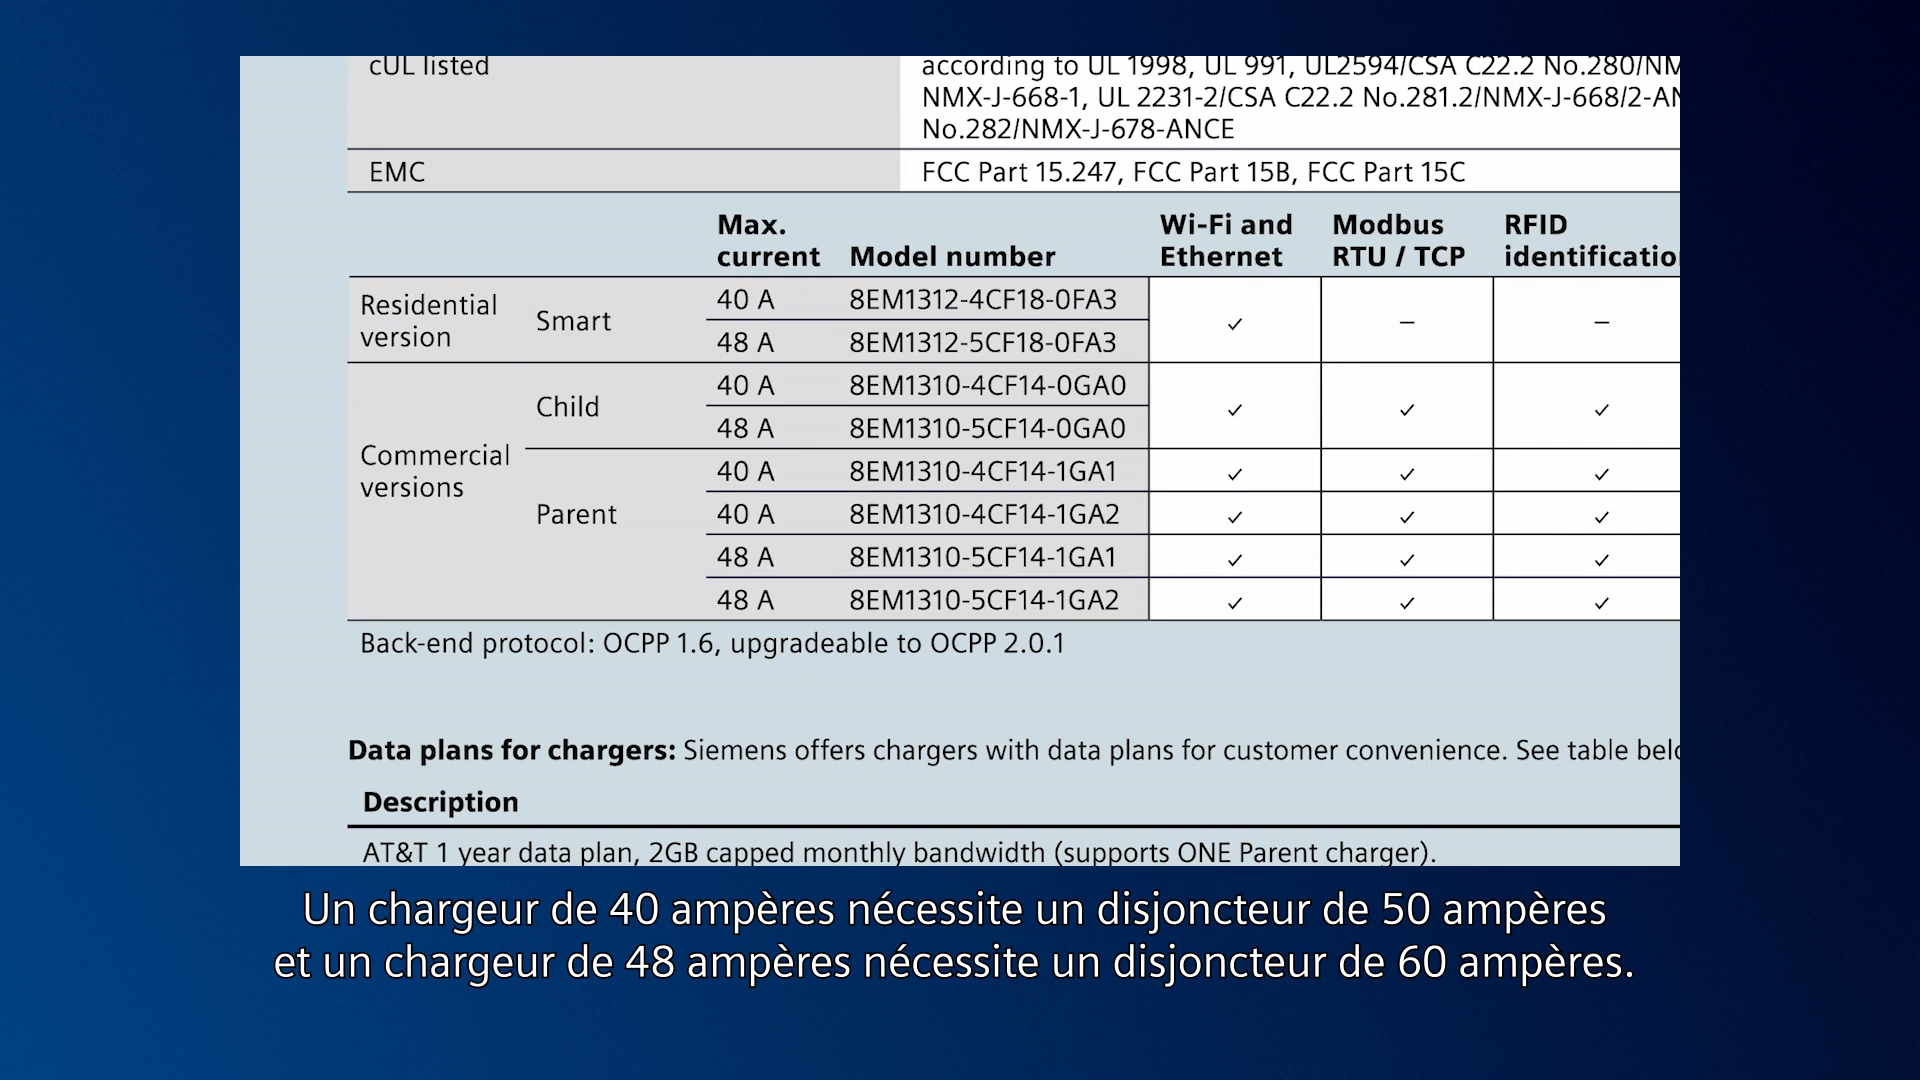 cUL listed
according to UL 1998, UL 991, UL2594/CSA C22.2 No.280/NM
NMX-J-668-1, UL 2231-2/CSA C22.2 No.281.2/NMX-J-668/2-AN
No.282/NMX-J-678-ANCE
EMC FCC Part 15.247, FCC Part 15B, FCC Part 15C
Max. current Model number Wi-Fi and Ethernet Modbus RTU / TCP RFID identificatio
Residential version Smart
40 A 8EM1312-4CF18-0FA3 ✓ – –
48 A 8EM1312-5CF18-0FA3
Commercial versions
Child
40 A 8EM1310-4CF14-0GA0 ✓ ✓ ✓
48 A 8EM1310-5CF14-0GA0
Parent
40 A 8EM1310-4CF14-1GA1 ✓ ✓ ✓
40 A 8EM1310-4CF14-1GA2 ✓ ✓ ✓
48 A 8EM1310-5CF14-1GA1 ✓ ✓ ✓
48 A 8EM1310-5CF14-1GA2 ✓ ✓ ✓
Back-end protocol: OCPP 1.6, upgradeable to OCPP 2.0.1
Data plans for chargers: Siemens offers chargers with data plans for customer convenience. See table belo
Description
AT&T 1 year data plan, 2GB capped monthly bandwidth (supports ONE Parent charger).
Un chargeur de 40 ampères nécessite un disjoncteur de 50 ampères
et un chargeur de 48 ampères nécessite un disjoncteur de 60 ampères.